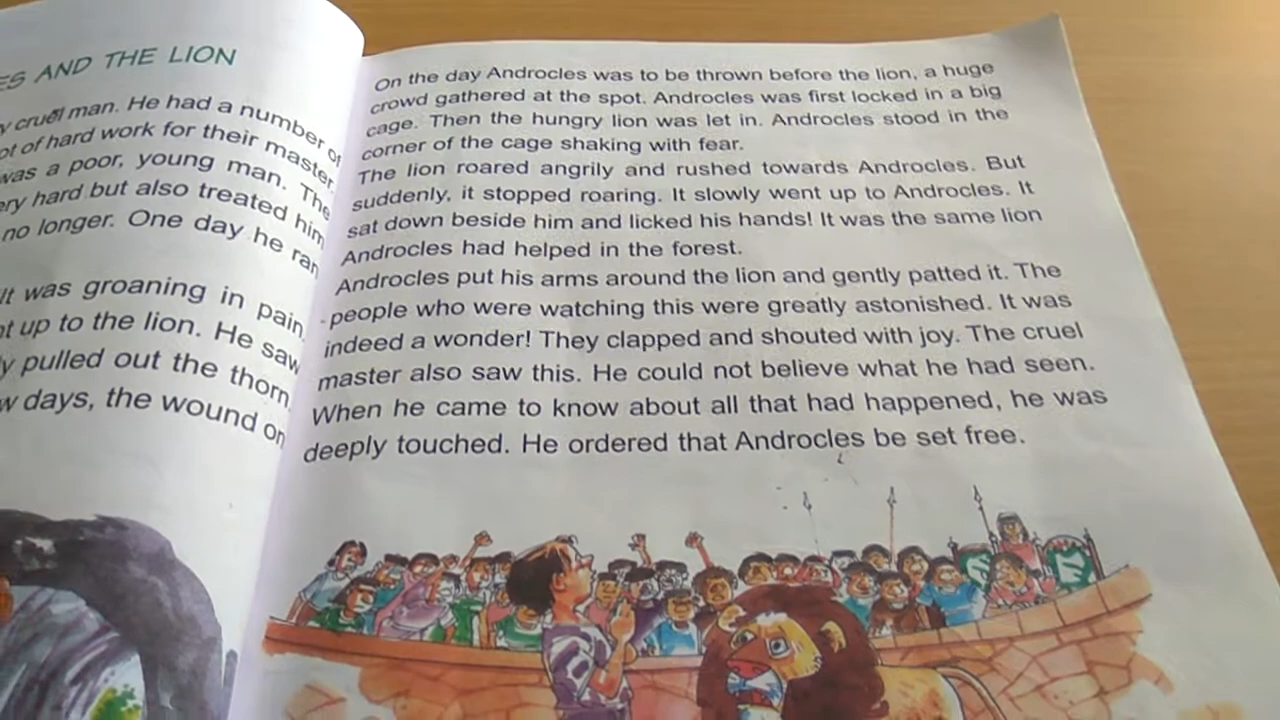 ES AND THE LION
y cruel man. He had a number of
ot of hard work for their master.
was a poor, young man. The
ery hard but also treated him
no longer. One day he ran
It was groaning in pain.
nt up to the lion. He saw
ly pulled out the thorn.
w days, the wound on
On the day Androcles was to be thrown before the lion, a huge
crowd gathered at the spot. Androcles was first locked in a big
cage. Then the hungry lion was let in. Androcles stood in the
corner of the cage shaking with fear.
The lion roared angrily and rushed towards Androcles. But
suddenly, it stopped roaring. It slowly went up to Androcles. It
sat down beside him and licked his hands! It was the same lion
Androcles had helped in the forest.
Androcles put his arms around the lion and gently patted it. The
people who were watching this were greatly astonished. It was
indeed a wonder! They clapped and shouted with joy. The cruel
master also saw this. He could not believe what he had seen.
When he came to know about all that had happened, he was
deeply touched. He ordered that Androcles be set free.